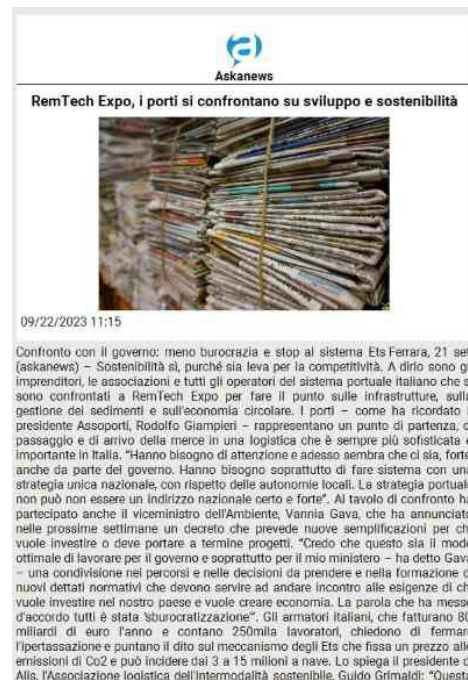 Askanews
RemTech Expo, i porti si confrontano su sviluppo e sostenibilità
09/22/2023 11:15
Confronto con il governo: meno burocrazia e stop al sistema Ets Ferrara, 21 set
(askanews) – Sostenibilità sì, purché sia leva per la competitività. A dirlo sono gl
imprenditori, le associazioni e tutti gli operatori del sistema portuale italiano che s
sono confrontati a RemTech Expo per fare il punto sulle infrastrutture, sulla
gestione dei sedimenti e sull'economia circolare. I porti – come ha ricordato i
presidente Assoporti, Rodolfo Giampieri – rappresentano un punto di partenza, d
passaggio e di arrivo della merce in una logistica che è sempre più sofisticata e
importante in Italia. "Hanno bisogno di attenzione e adesso sembra che ci sia, forte
anche da parte del governo. Hanno bisogno soprattutto di fare sistema con una
strategia unica nazionale, con rispetto delle autonomie locali. La strategia portuale
non può non essere un indirizzo nazionale certo e forte". Al tavolo di confronto ha
partecipato anche il viceministro dell'Ambiente, Vannia Gava, che ha annunciato
nelle prossime settimane un decreto che prevede nuove semplificazioni per chi
vuole investire o deve portare a termine progetti. "Credo che questo sia il modo
ottimale di lavorare per il governo e soprattutto per il mio ministero – ha detto Gava
– una condivisione nei percorsi e nelle decisioni da prendere e nella formazione d
nuovi dettati normativi che devono servire ad andare incontro alle esigenze di ch
vuole investire nel nostro paese e vuole creare economia. La parola che ha messo
d'accordo tutti è stata 'sburocratizzazione'". Gli armatori italiani, che fatturano 80
miliardi di euro l'anno e contano 250mila lavoratori, chiedono di fermare
l'ipertassazione e puntano il dito sul meccanismo degli Ets che fissa un prezzo alle
emissioni di Co2 e può incidere dai 3 a 15 milioni a nave. Lo spiega il presidente d
Alis, l'Associazione logistica dell'intermodalità sostenibile, Guido Grimaldi: "Queste